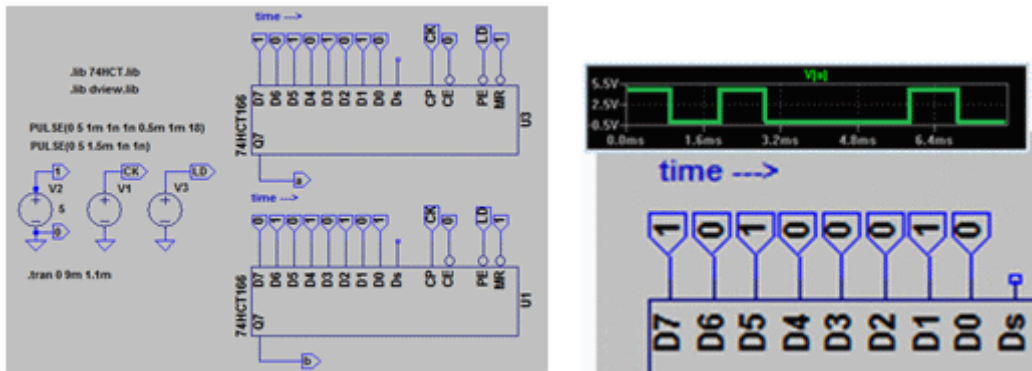 time --->
1 0 1 0 1 0 1 0 CK 0 LD 1
D7 D6 D5 D4 D3 D2 D1 D0 Ds CP CE PE MR
74HCT166
Q7
U3
a
.lib 74HCT.lib
.lib dview.lib
PULSE(0 5 1m 1n 1n 0.5m 1m 18)
PULSE(0 5 1.5m 1n 1n)
1 CK LD
V2 V1 V3
5
0
.tran 0 9m 1.1m
time --->
0 1 0 1 0 1 0 1 CK 0 LD 1
D7 D6 D5 D4 D3 D2 D1 D0 Ds CP CE PE MR
74HCT166
Q7
U1
b
V(a)
5.5V
2.5V
-0.5V
0.0ms 1.6ms 3.2ms 4.8ms 6.4ms
time --->
1 0 1 0 0 0 1 0
D7 D6 D5 D4 D3 D2 D1 D0 Ds